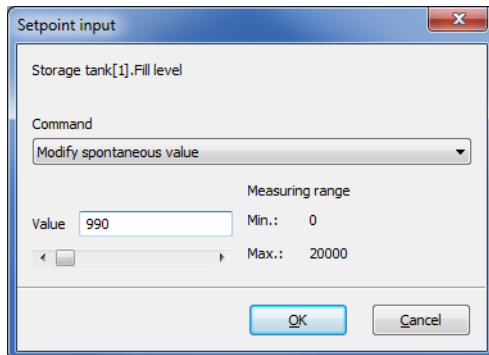 Setpoint input
Storage tank[1].Fill level
Command
Modify spontaneous value
Measuring range
Value 990 Min.: 0
Max.: 20000
OK Cancel